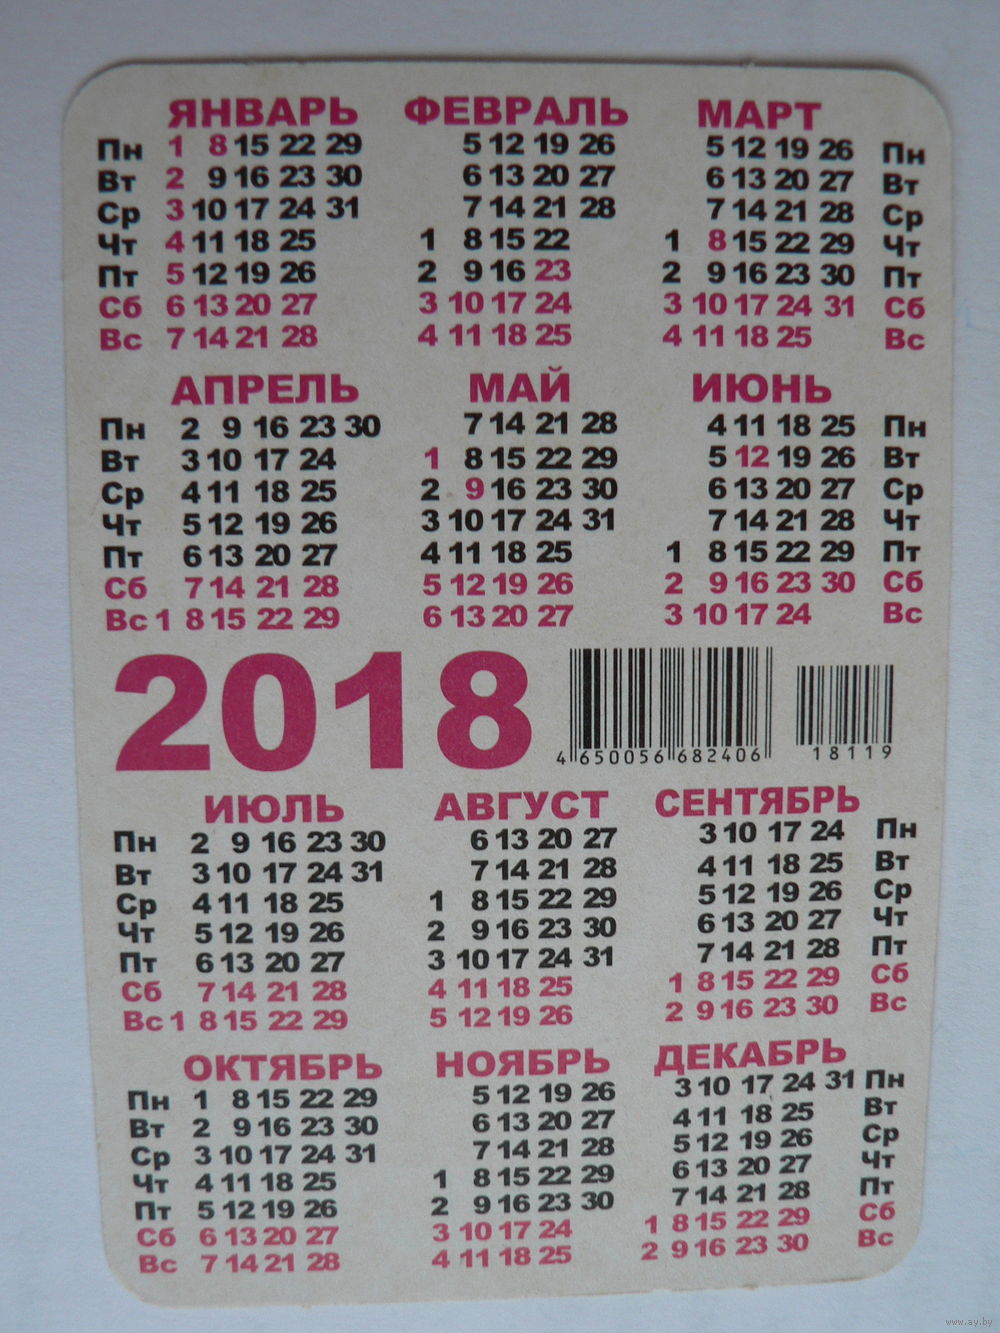 ЯНВАРЬ ФЕВРАЛЬ МАРТ
Пн 1 8 15 22 29 5 12 19 26 5 12 19 26 Пн
Вт 2 9 16 23 30 6 13 20 27 6 13 20 27 Вт
Ср 3 10 17 24 31 7 14 21 28 7 14 21 28 Ср
Чт 4 11 18 25 1 8 15 22 1 8 15 22 29 Чт
Пт 5 12 19 26 2 9 16 23 2 9 16 23 30 Пт
Сб 6 13 20 27 3 10 17 24 3 10 17 24 31 Сб
Вс 7 14 21 28 4 11 18 25 4 11 18 25 Вс
АПРЕЛЬ МАЙ ИЮНЬ
Пн 2 9 16 23 30 7 14 21 28 4 11 18 25 Пн
Вт 3 10 17 24 1 8 15 22 29 5 12 19 26 Вт
Ср 4 11 18 25 2 9 16 23 30 6 13 20 27 Ср
Чт 5 12 19 26 3 10 17 24 31 7 14 21 28 Чт
Пт 6 13 20 27 4 11 18 25 1 8 15 22 29 Пт
Сб 7 14 21 28 5 12 19 26 2 9 16 23 30 Сб
Вс 1 8 15 22 29 6 13 20 27 3 10 17 24 Вс
2018 4 650056 682406 18119
ИЮЛЬ АВГУСТ СЕНТЯБРЬ
Пн 2 9 16 23 30 6 13 20 27 3 10 17 24 Пн
Вт 3 10 17 24 31 7 14 21 28 4 11 18 25 Вт
Ср 4 11 18 25 1 8 15 22 29 5 12 19 26 Ср
Чт 5 12 19 26 2 9 16 23 30 6 13 20 27 Чт
Пт 6 13 20 27 3 10 17 24 31 7 14 21 28 Пт
Сб 7 14 21 28 4 11 18 25 1 8 15 22 29 Сб
Вс 1 8 15 22 29 5 12 19 26 2 9 16 23 30 Вс
ОКТЯБРЬ НОЯБРЬ ДЕКАБРЬ
Пн 1 8 15 22 29 5 12 19 26 3 10 17 24 31 Пн
Вт 2 9 16 23 30 6 13 20 27 4 11 18 25 Вт
Ср 3 10 17 24 31 7 14 21 28 5 12 19 26 Ср
Чт 4 11 18 25 1 8 15 22 29 6 13 20 27 Чт
Пт 5 12 19 26 2 9 16 23 30 7 14 21 28 Пт
Сб 6 13 20 27 3 10 17 24 1 8 15 22 29 Сб
Вс 7 14 21 28 4 11 18 25 2 9 16 23 30 Вс
www.ay.by